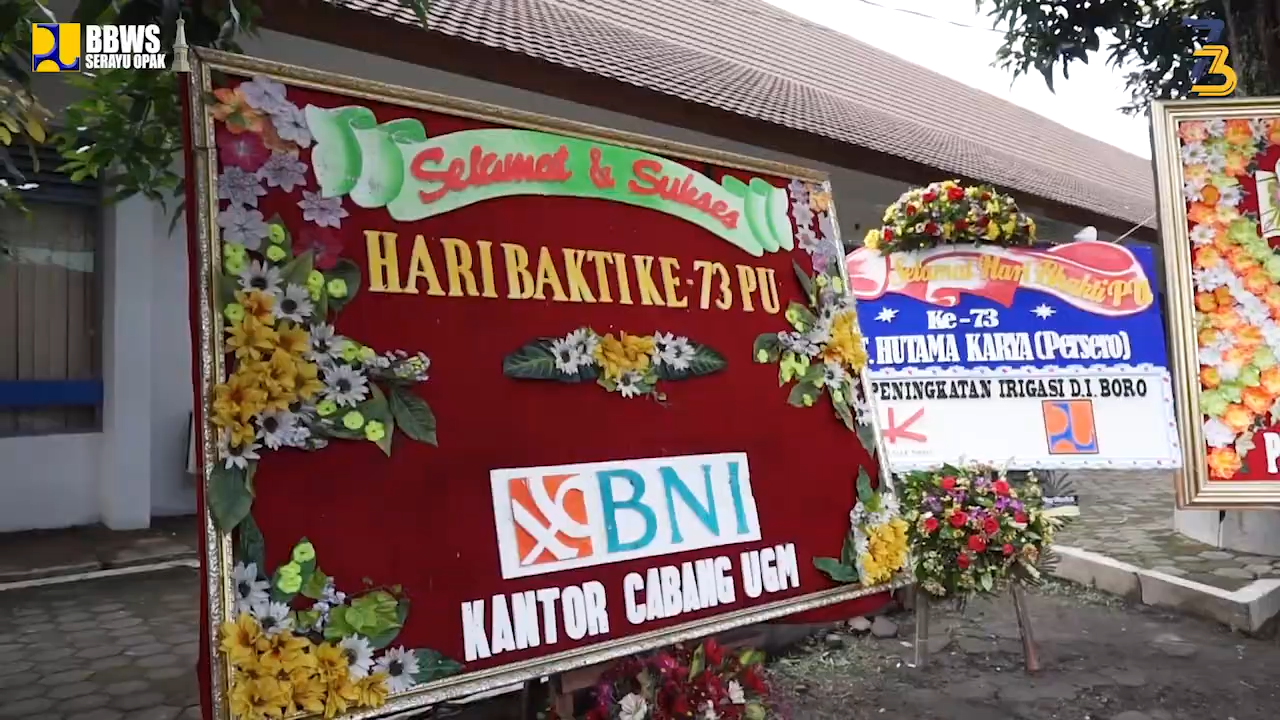 BBWS
SERAYU OPAK
73
Selamat & Sukses
HARI BAKTI KE-73 PU
BNI
KANTOR CABANG UGM
Selamat Hari Bhakti PU
Ke-73
. HUTAMA KARYA (Persero)
PENINGKATAN IRIGASI D.I. BORO